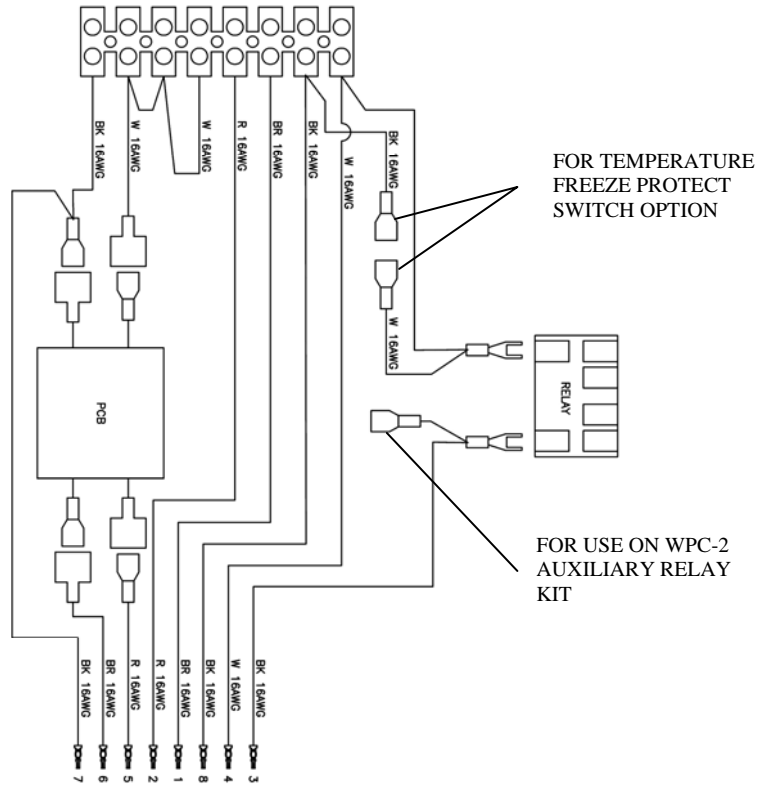 BK 16AWG
W 16AWG
W 16AWG
R 16AWG
BR 16AWG
BK 16AWG
W 16AWG
BK 16AWG
FOR TEMPERATURE
FREEZE PROTECT
SWITCH OPTION
W 16AWG
RELAY
PCB
FOR USE ON WPC-2
AUXILIARY RELAY
KIT
BK 16AWG
BR 16AWG
R 16AWG
R 16AWG
BR 16AWG
BK 16AWG
W 16AWG
BK 16AWG
7
6
5
2
1
8
4
3